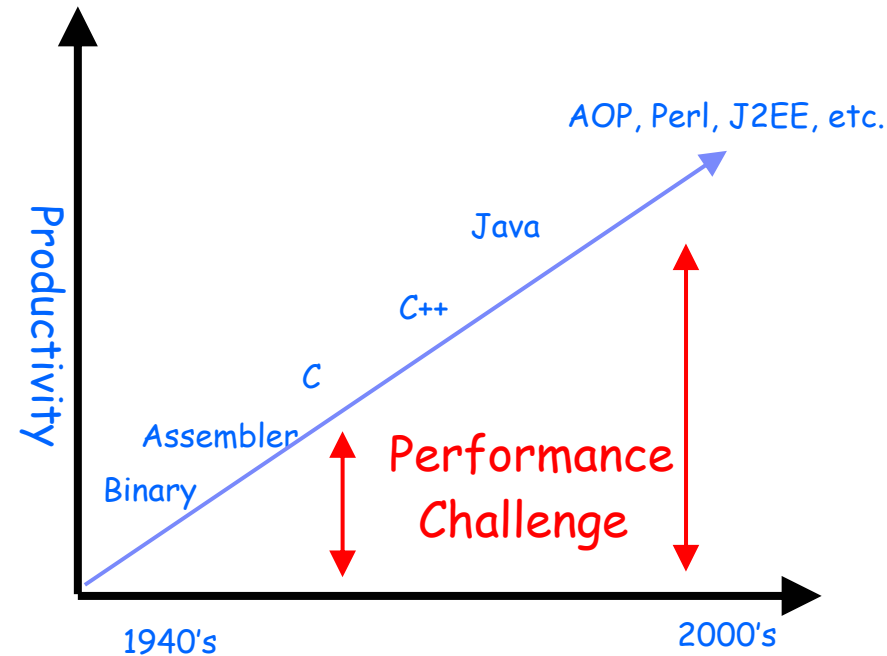 AOP, Perl, J2EE, etc.
Java
C++
C
Assembler
Binary
Productivity
Performance
Challenge
1940's
2000's